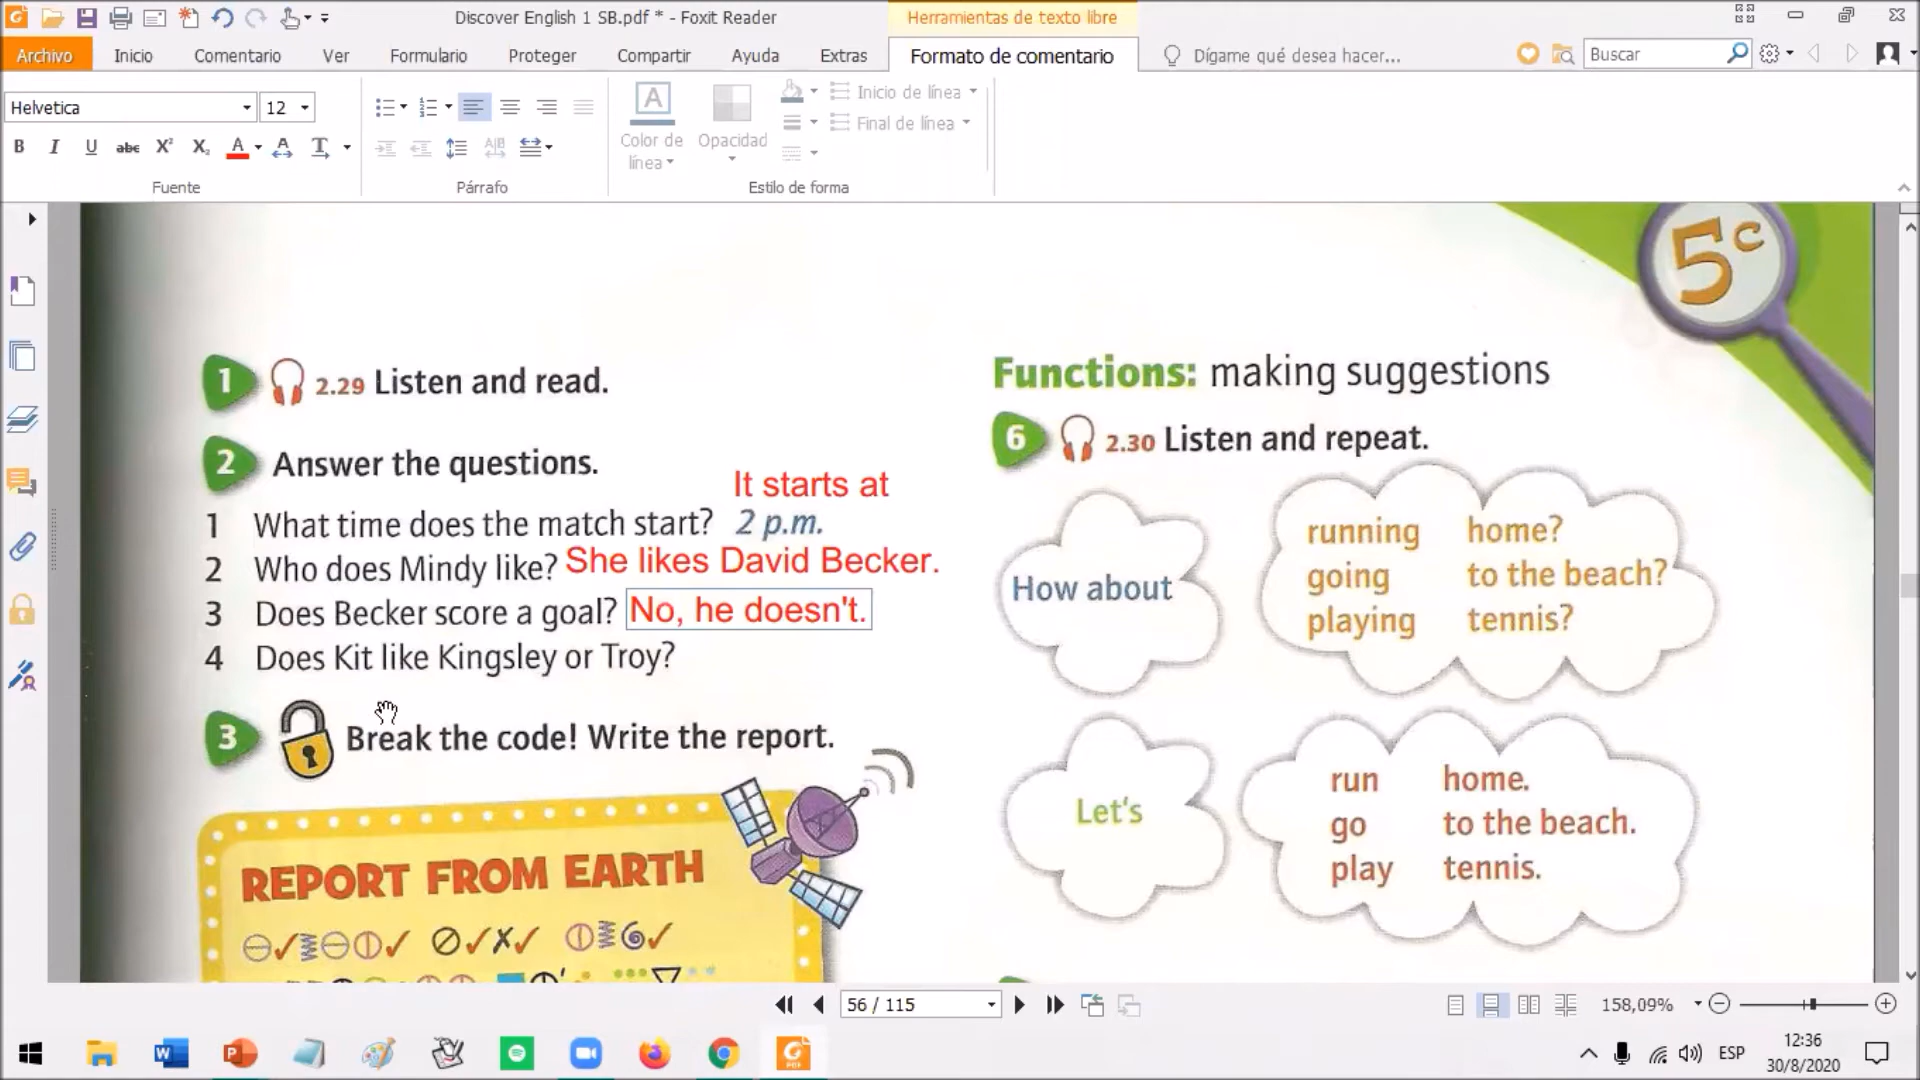 Discover English 1 SB.pdf * - Foxit Reader
Herramientas de texto libre
Archivo
Inicio
Comentario
Ver
Formulario
Proteger
Compartir
Ayuda
Extras
Formato de comentario
Dígame qué desea hacer...
Buscar
Helvetica
12
Color de línea
Opacidad
Inicio de línea
Final de línea
Fuente
Párrafo
Estilo de forma
5c
1 2.29 Listen and read.
2 Answer the questions.
It starts at
1 What time does the match start? 2 p.m.
2 Who does Mindy like? She likes David Becker.
3 Does Becker score a goal? No, he doesn't.
4 Does Kit like Kingsley or Troy?
3 Break the code! Write the report.
REPORT FROM EARTH
Functions: making suggestions
6 2.30 Listen and repeat.
How about
running home?
going to the beach?
playing tennis?
Let's
run home.
go to the beach.
play tennis.
56 / 115
158,09%
ESP
12:36
30/8/2020